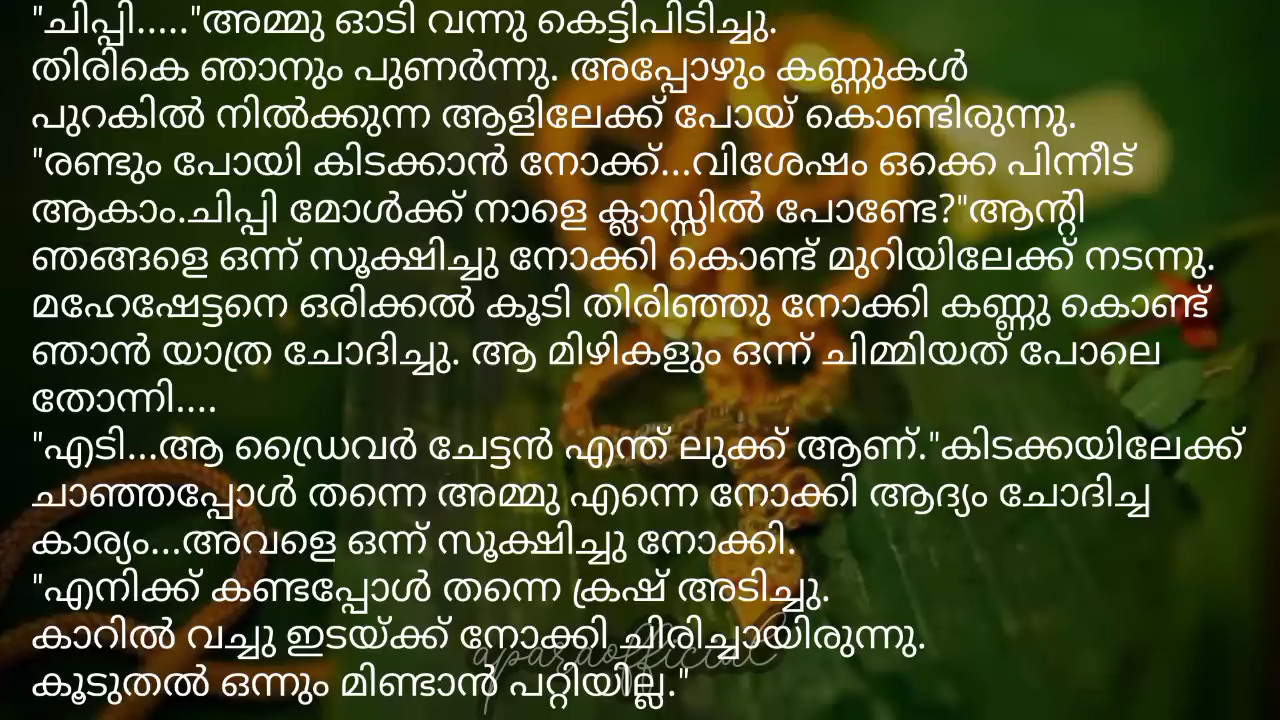 "ചിപ്പി....."അമ്മു ഓടി വന്നു കെട്ടിപിടിച്ചു.
തിരികെ ഞാനും പുണർന്നു. അപ്പോഴും കണ്ണുകൾ
പുറകിൽ നിൽക്കുന്ന ആളിലേക്ക് പോയ് കൊണ്ടിരുന്നു.
"രണ്ടും പോയി കിടക്കാൻ നോക്ക്...വിശേഷം ഒക്കെ പിന്നീട്
ആകാം.ചിപ്പി മോൾക്ക് നാളെ ക്ലാസ്സിൽ പോണ്ടേ?"ആന്റി
ഞങ്ങളെ ഒന്ന് സൂക്ഷിച്ചു നോക്കി കൊണ്ട് മുറിയിലേക്ക് നടന്നു.
മഹേഷേട്ടനെ ഒരിക്കൽ കൂടി തിരിഞ്ഞു നോക്കി കണ്ണു കൊണ്ട്
ഞാൻ യാത്ര ചോദിച്ചു. ആ മിഴികളും ഒന്ന് ചിമ്മിയത് പോലെ
തോന്നി....
"എടി...ആ ഡ്രൈവർ ചേട്ടൻ എന്ത് ലുക്ക് ആണ്."കിടക്കയിലേക്ക്
ചാഞ്ഞപ്പോൾ തന്നെ അമ്മു എന്നെ നോക്കി ആദ്യം ചോദിച്ച
കാര്യം...അവളെ ഒന്ന് സൂക്ഷിച്ചു നോക്കി.
"എനിക്ക് കണ്ടപ്പോൾ തന്നെ ക്രഷ് അടിച്ചു.
കാറിൽ വച്ചു ഇടയ്ക്ക് നോക്കി ചിരിച്ചായിരുന്നു.
കൂടുതൽ ഒന്നും മിണ്ടാൻ പറ്റിയില്ല."